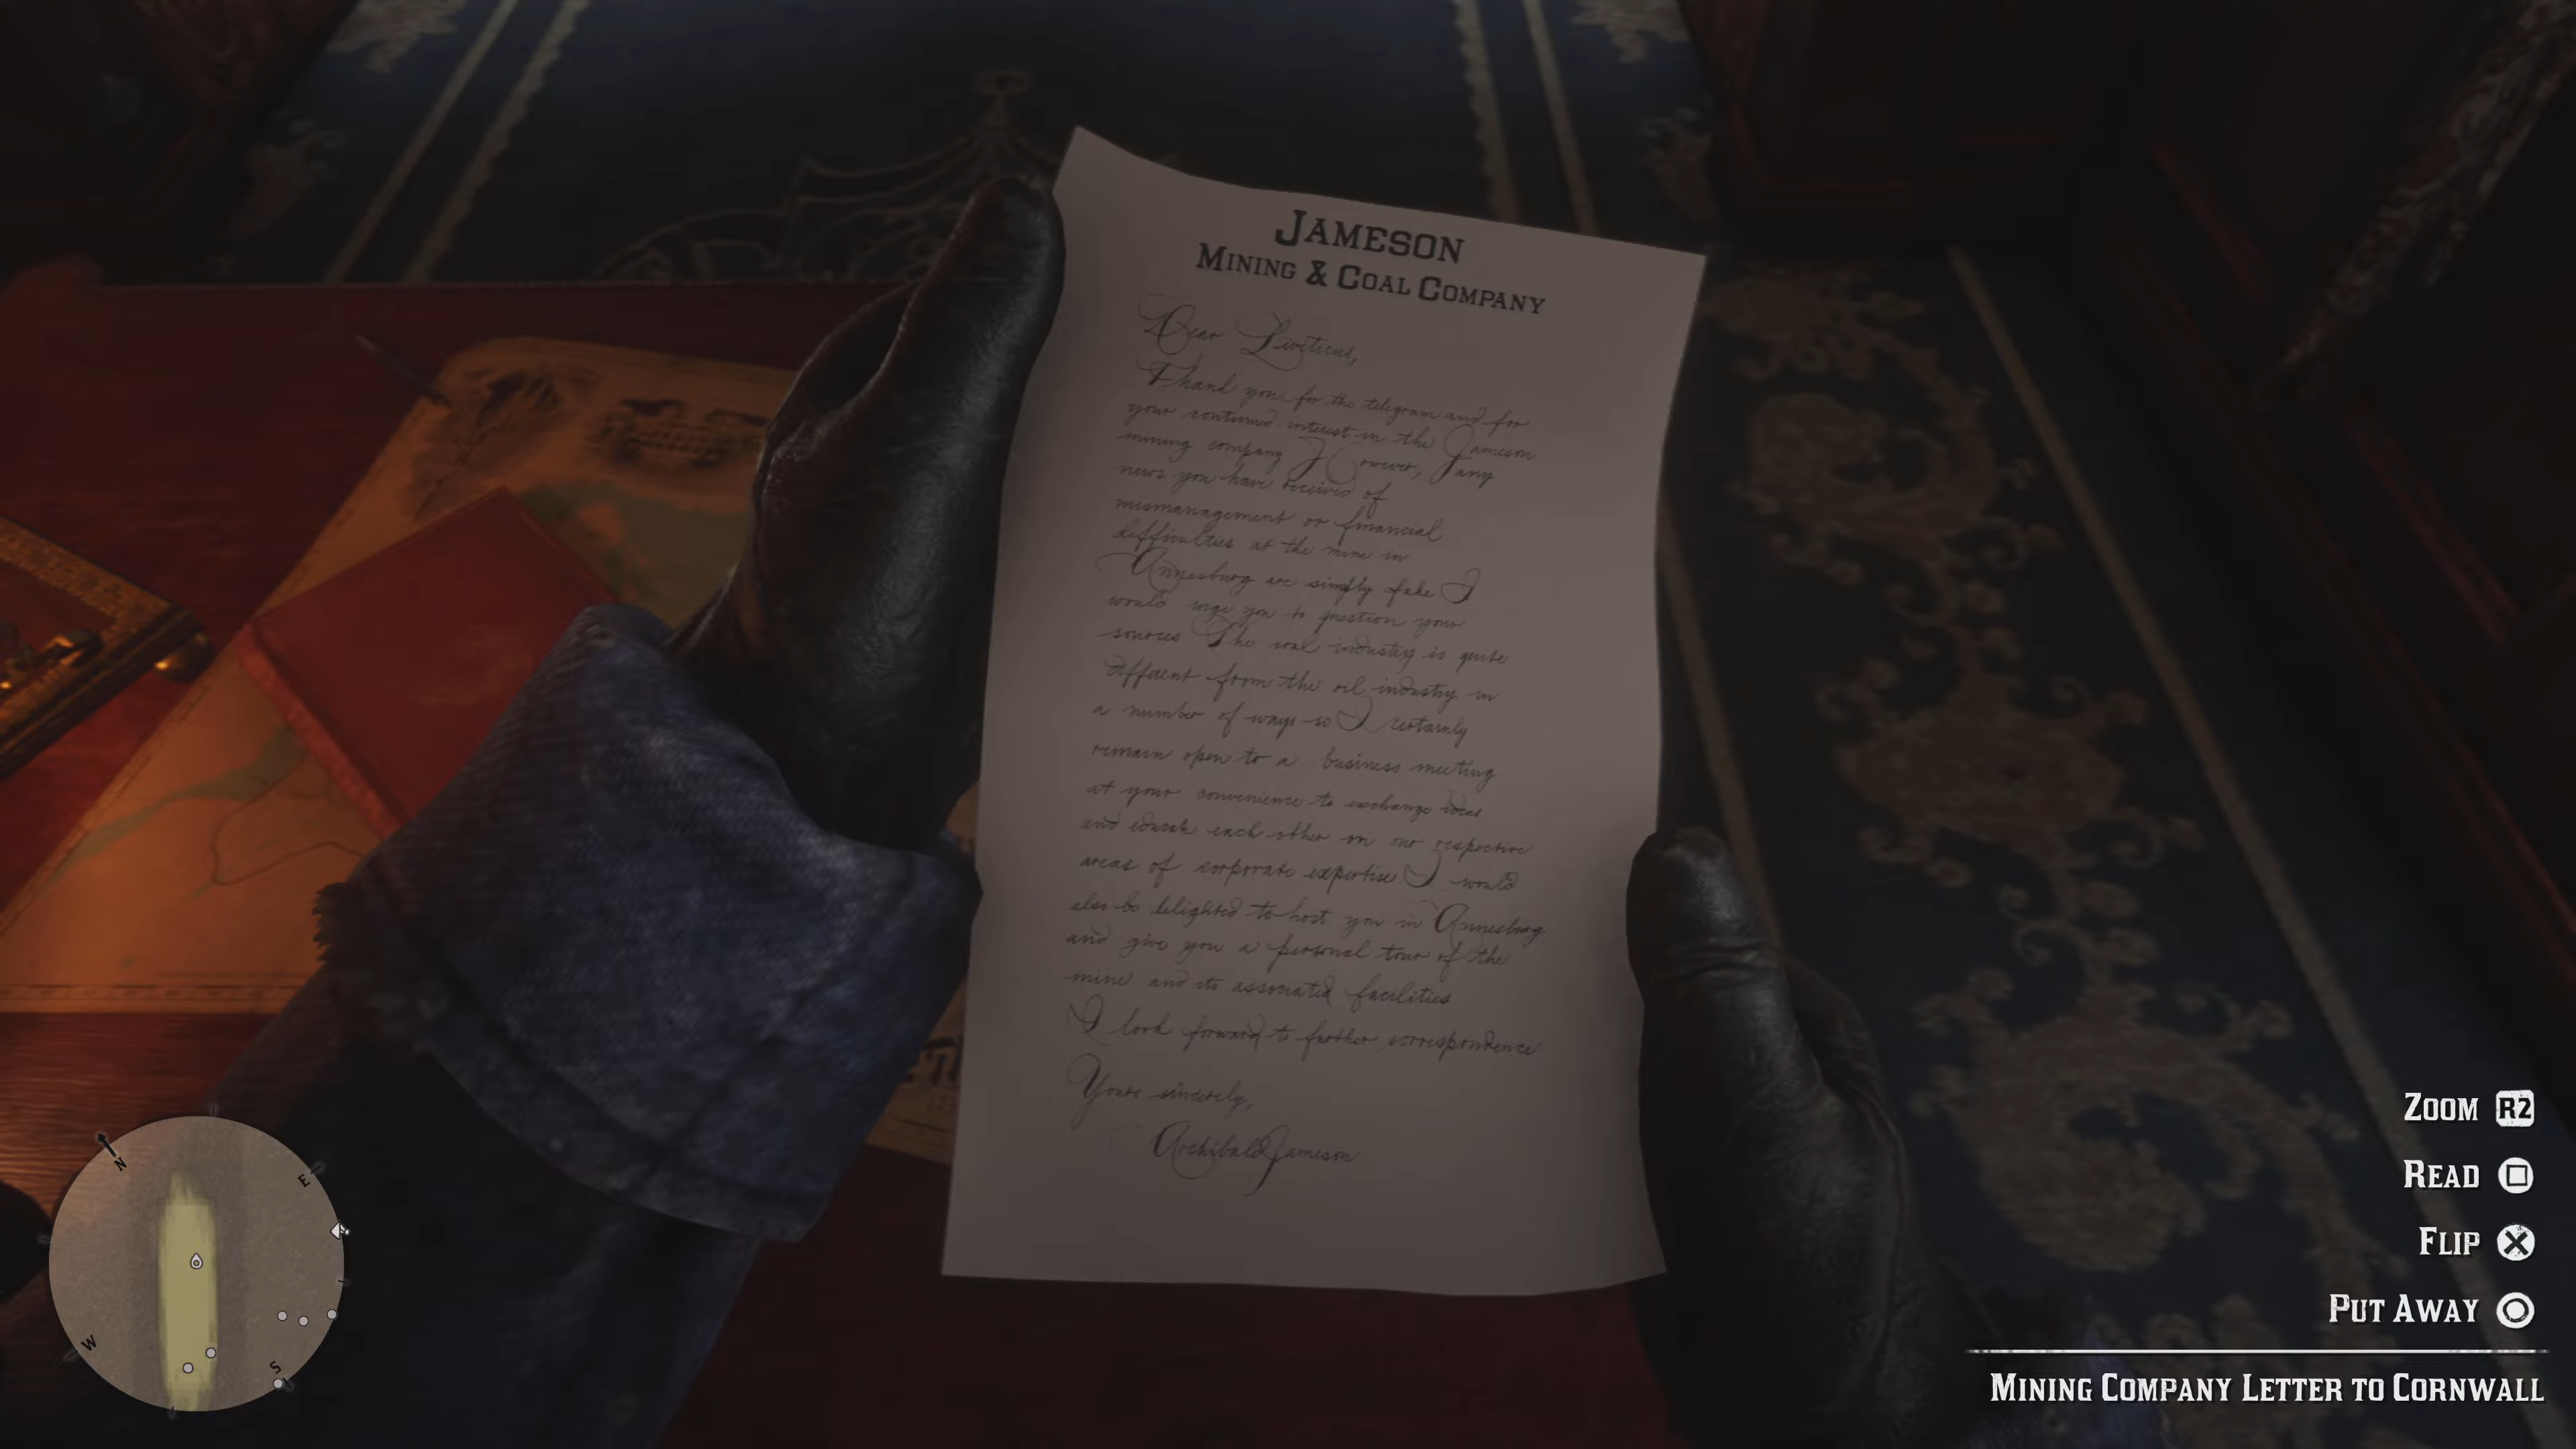 JAMESON
MINING & COAL COMPANY
Dear Leviticus,
Thank you for the telegram and for
your continued interest in the Jameson
mining company However, any
news you have received of
mismanagement or financial
difficulties at the mine in
Annesburg are simply fake I
would urge you to question your
sources The coal industry is quite
different from the oil industry in
a number of ways so I certainly
remain open to a business meeting
at your convenience to exchange ideas
and educate each other on our respective
areas of corporate expertise I would
also be delighted to host you in Annesburg
and give you a personal tour of the
mine and its associated facilities
I look forward to further correspondence
Yours sincerely,
Archibald Jameson
N
E
W
S
ZOOM R2
READ
FLIP
PUT AWAY
MINING COMPANY LETTER TO CORNWALL